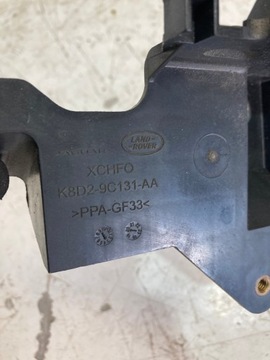 LAND
ROVER
XCHFO
K8D2-9C131-AA
>PPA-GF33<